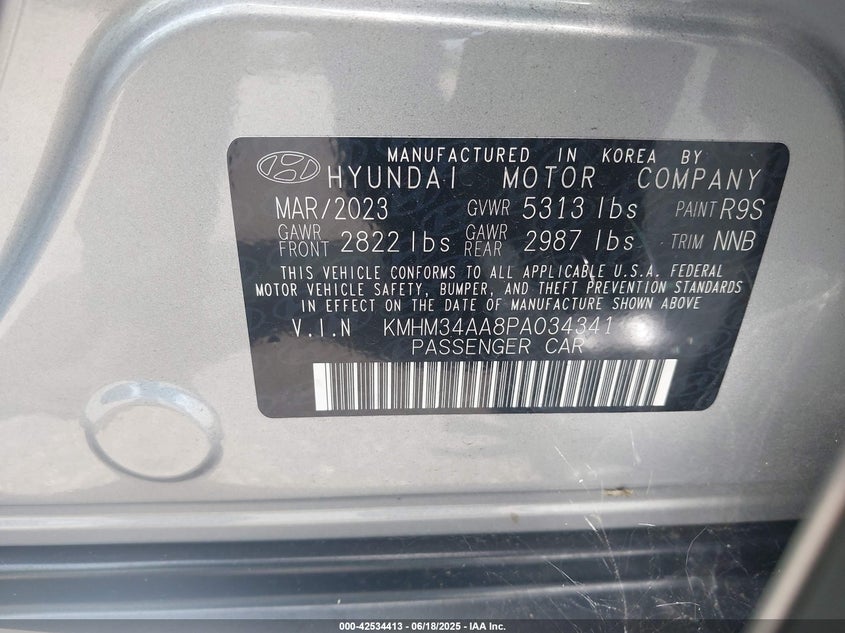 MANUFACTURED IN KOREA BY
HYUNDAI MOTOR COMPANY
MAR/2023 GVWR 5313 lbs PAINT R9S
GAWR FRONT 2822 lbs GAWR REAR 2987 lbs TRIM NNB
THIS VEHICLE CONFORMS TO ALL APPLICABLE U.S.A. FEDERAL
MOTOR VEHICLE SAFETY, BUMPER, AND THEFT PREVENTION STANDARDS
IN EFFECT ON THE DATE OF MANUFACTURE SHOWN ABOVE
V.I.N KMHM34AA8PA034341
PASSENGER CAR
000-42534413 - 06/18/2025 - IAA Inc.